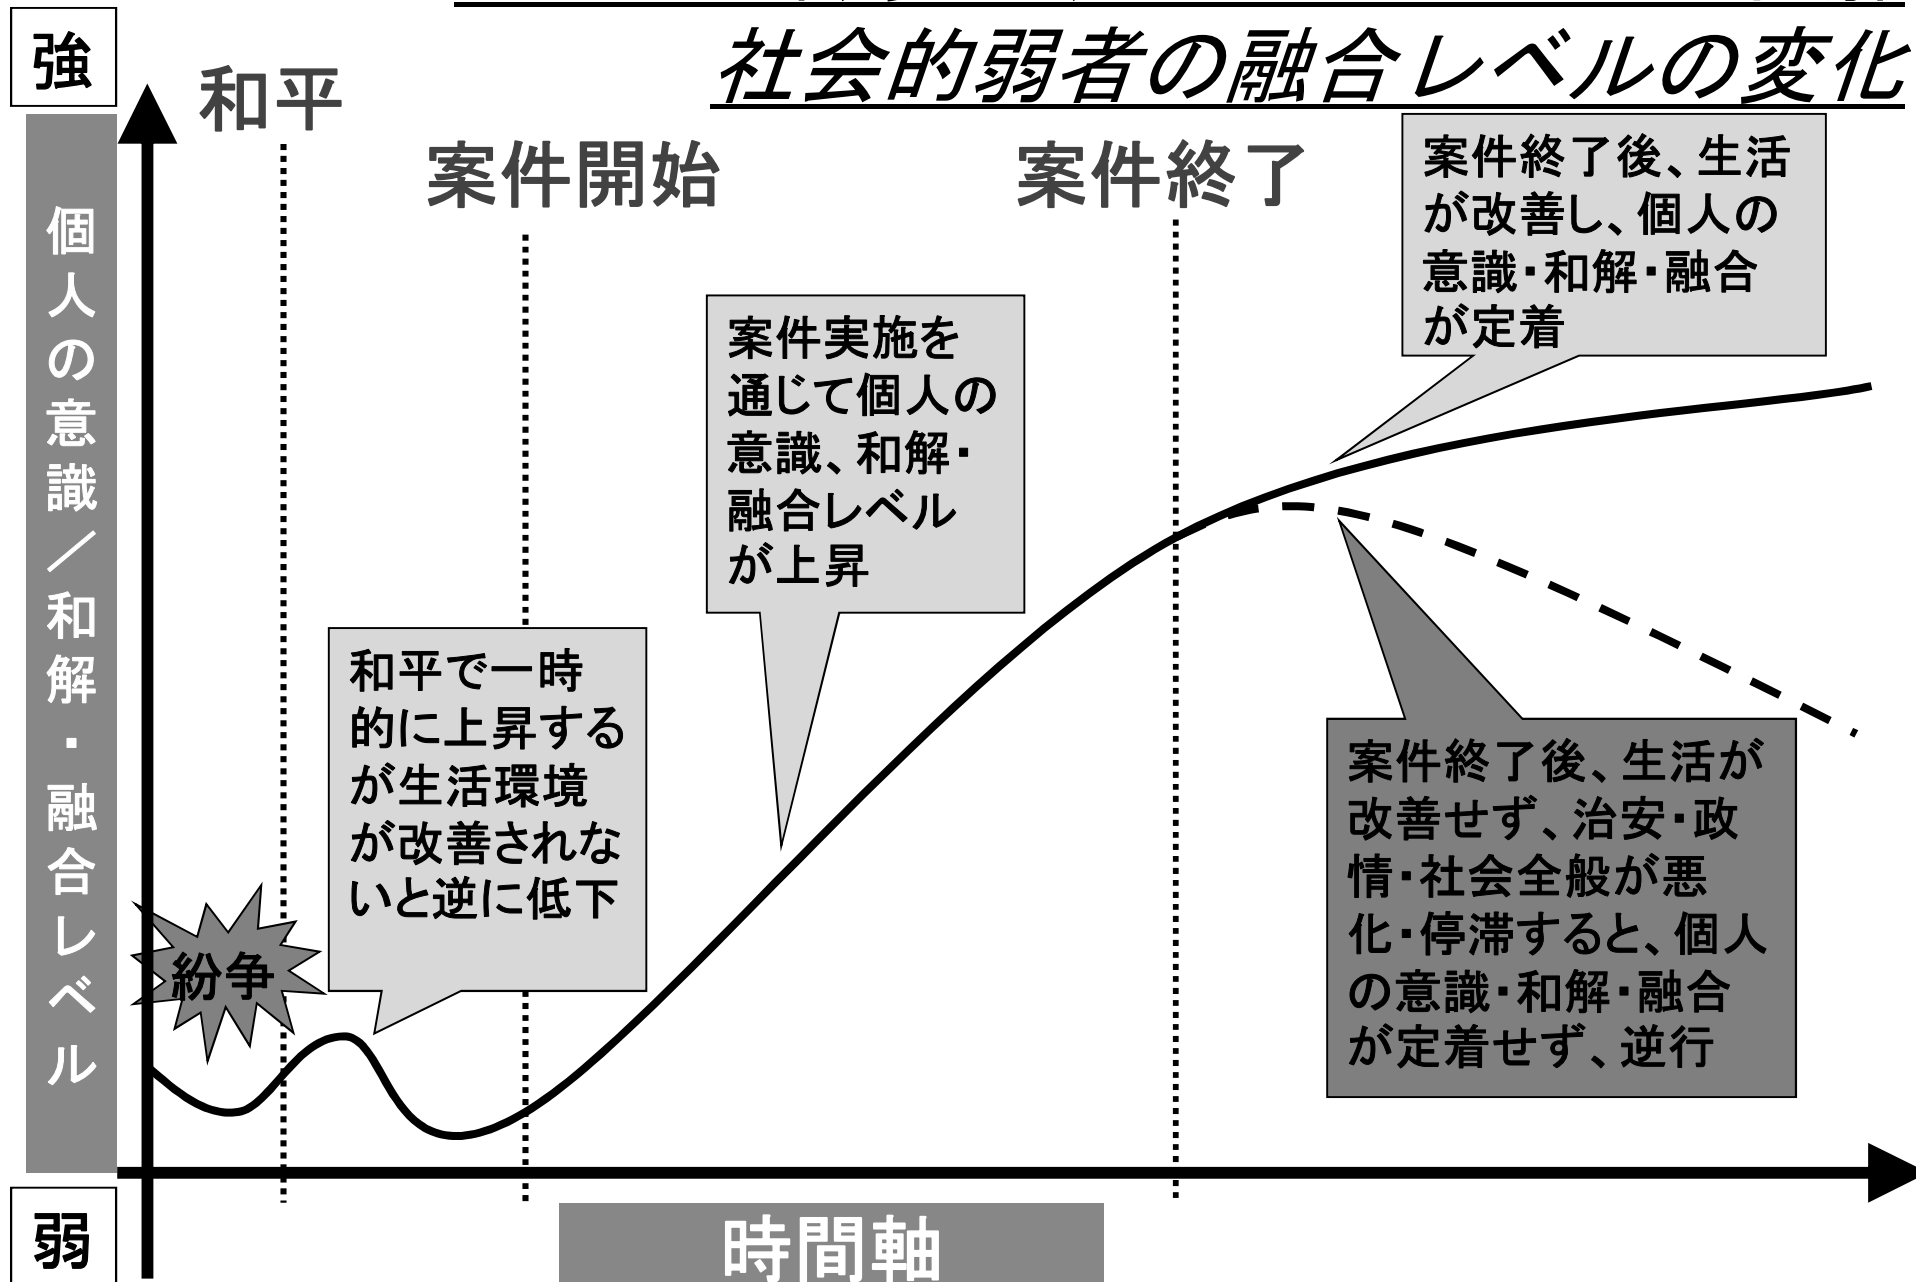 社会的弱者の融合レベルの変化
強
和平
案件開始
案件終了
案件終了後、生活
が改善し、個人の
意識・和解・融合
が定着
個人の意識／和解・融合レベル
案件実施を
通じて個人の
意識、和解・
融合レベル
が上昇
和平で一時
的に上昇する
が生活環境
が改善されな
いと逆に低下
案件終了後、生活が
改善せず、治安・政
情・社会全般が悪
化・停滞すると、個人
の意識・和解・融合
が定着せず、逆行
紛争
弱
時間軸